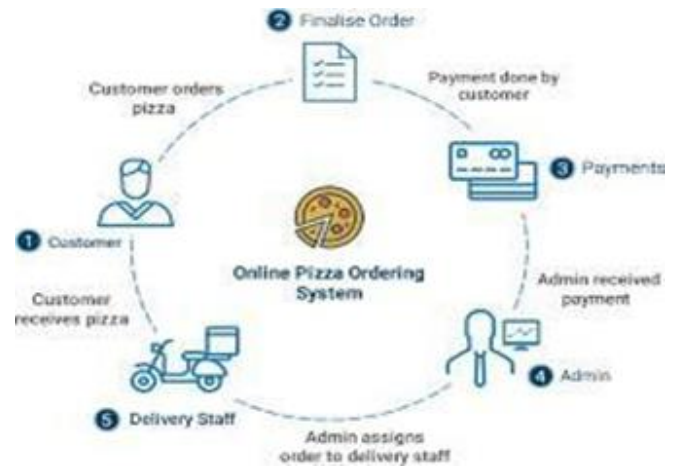 2 Finalise Order
Customer orders
pizza
Payment done by
customer
3 Payments
1 Customer
Online Pizza Ordering
System
Admin received
payment
Customer
receives pizza
4 Admin
5 Delivery Staff
Admin assigns
order to delivery staff